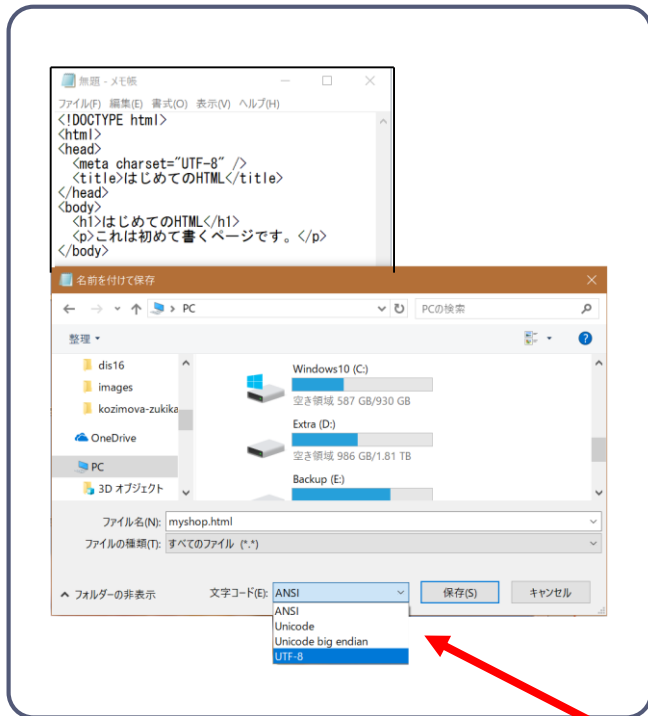 無題 - メモ帳
ファイル(F) 編集(E) 書式(O) 表示(V) ヘルプ(H)
<!DOCTYPE html>
<html>
<head>
<meta charset="UTF-8" />
<title>はじめてのHTML</title>
</head>
<body>
<h1>はじめてのHTML</h1>
<p>これは初めて書くページです。</p>
</body>
名前を付けて保存
PC
PCの検索
整理
dis16
images
kozimova-zukika
OneDrive
PC
3D オブジェクト
Windows10 (C:)
空き領域 587 GB/930 GB
Extra (D:)
空き領域 986 GB/1.81 TB
Backup (E:)
ファイル名(N): myshop.html
ファイルの種類(T): すべてのファイル (*.*)
フォルダーの非表示
文字コード(E): ANSI
保存(S)
キャンセル
ANSI
Unicode
Unicode big endian
UTF-8